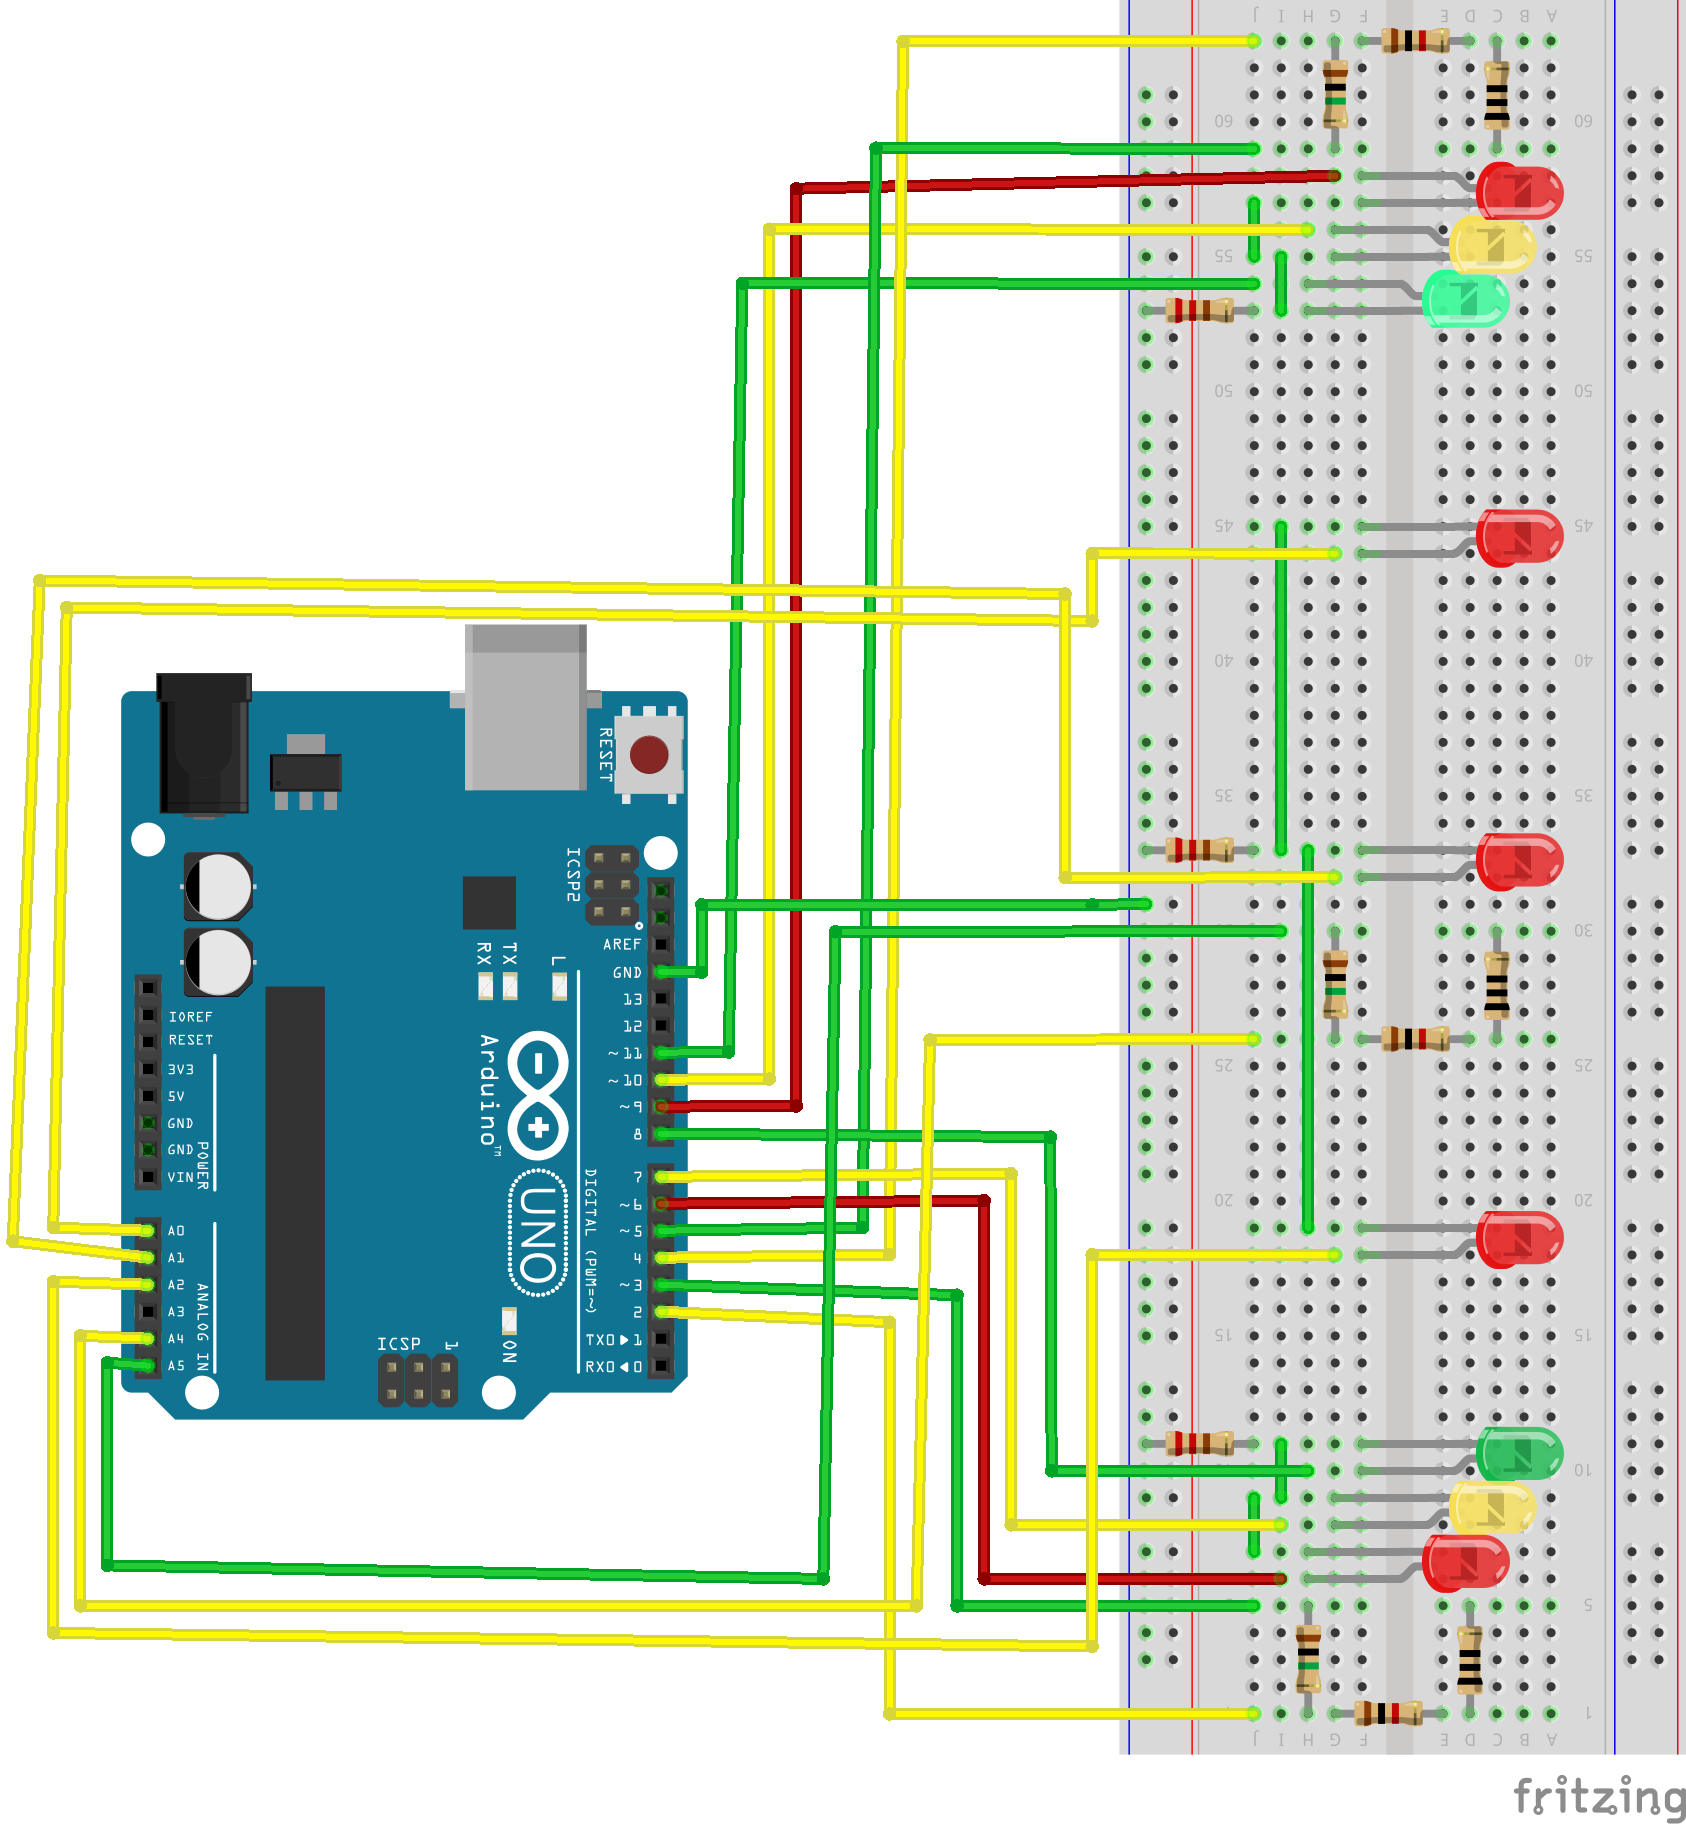 J I H G F E D C B A
60 60
55 55
50 50
45 45
40 40
35 35
30 30
25 25
20 20
15 15
10 10
5 5
1 1
J I H G F E D C B A
RESET
ICSP2
AREF
GND
13
12
~11
~10
~9
8
7
~6
~5
4
~3
2
TX0▶1
RX0◀0
DIGITAL (PWM=~)
RX
TX
L
Arduino™
UNO
ON
ICSP
1
IOREF
RESET
3V3
5V
GND
GND
VIN
POWER
A0
A1
A2
A3
A4
A5
ANALOG IN
fritzing